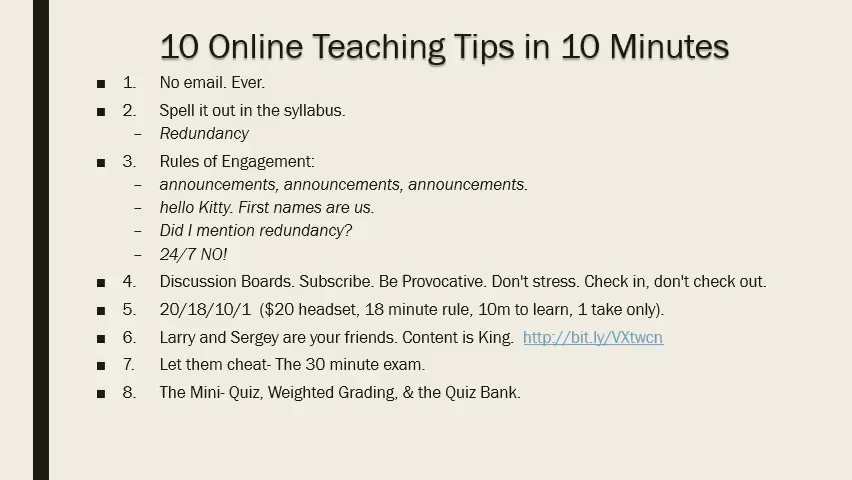 10 Online Teaching Tips in 10 Minutes
■ 1. No email. Ever.
■ 2. Spell it out in the syllabus.
– Redundancy
■ 3. Rules of Engagement:
– announcements, announcements, announcements.
– hello Kitty. First names are us.
– Did I mention redundancy?
– 24/7 NO!
■ 4. Discussion Boards. Subscribe. Be Provocative. Don't stress. Check in, don't check out.
■ 5. 20/18/10/1 ($20 headset, 18 minute rule, 10m to learn, 1 take only).
■ 6. Larry and Sergey are your friends. Content is King. http://bit.ly/VXtwcn
■ 7. Let them cheat- The 30 minute exam.
■ 8. The Mini- Quiz, Weighted Grading, & the Quiz Bank.